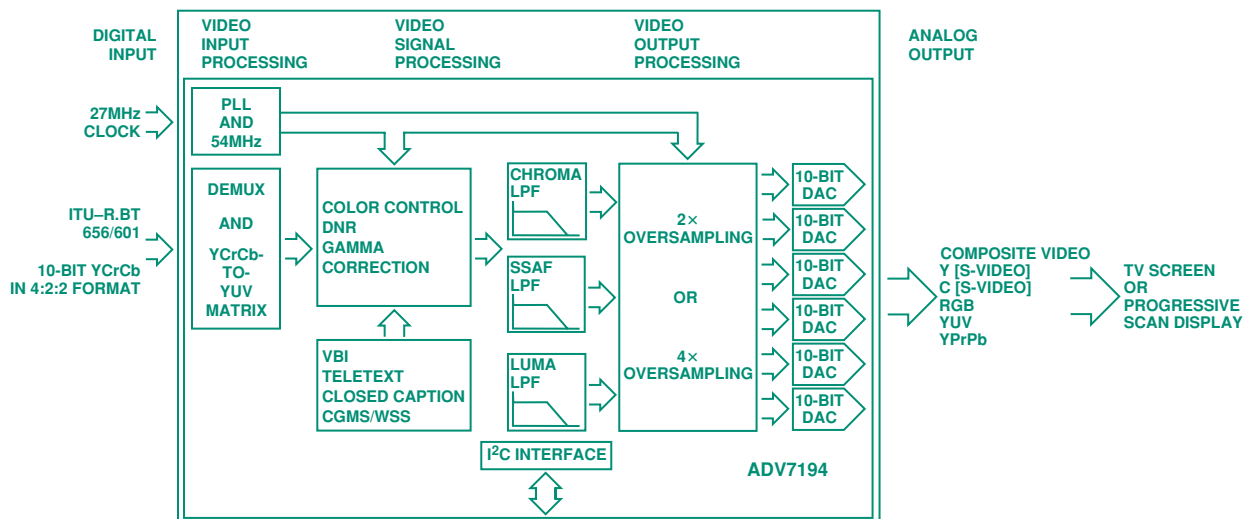 DIGITAL
INPUT
VIDEO
INPUT
PROCESSING
VIDEO
SIGNAL
PROCESSING
VIDEO
OUTPUT
PROCESSING
ANALOG
OUTPUT
27MHz
CLOCK
PLL
AND
54MHz
ITU–R.BT
656/601
10-BIT YCrCb
IN 4:2:2 FORMAT
DEMUX
AND
YCrCb-
TO-
YUV
MATRIX
COLOR CONTROL
DNR
GAMMA
CORRECTION
VBI
TELETEXT
CLOSED CAPTION
CGMS/WSS
CHROMA
LPF
SSAF
LPF
LUMA
LPF
2×
OVERSAMPLING
OR
4×
OVERSAMPLING
10-BIT
DAC
10-BIT
DAC
10-BIT
DAC
10-BIT
DAC
10-BIT
DAC
10-BIT
DAC
COMPOSITE VIDEO
Y [S-VIDEO]
C [S-VIDEO]
RGB
YUV
YPrPb
TV SCREEN
OR
PROGRESSIVE
SCAN DISPLAY
I²C INTERFACE
ADV7194